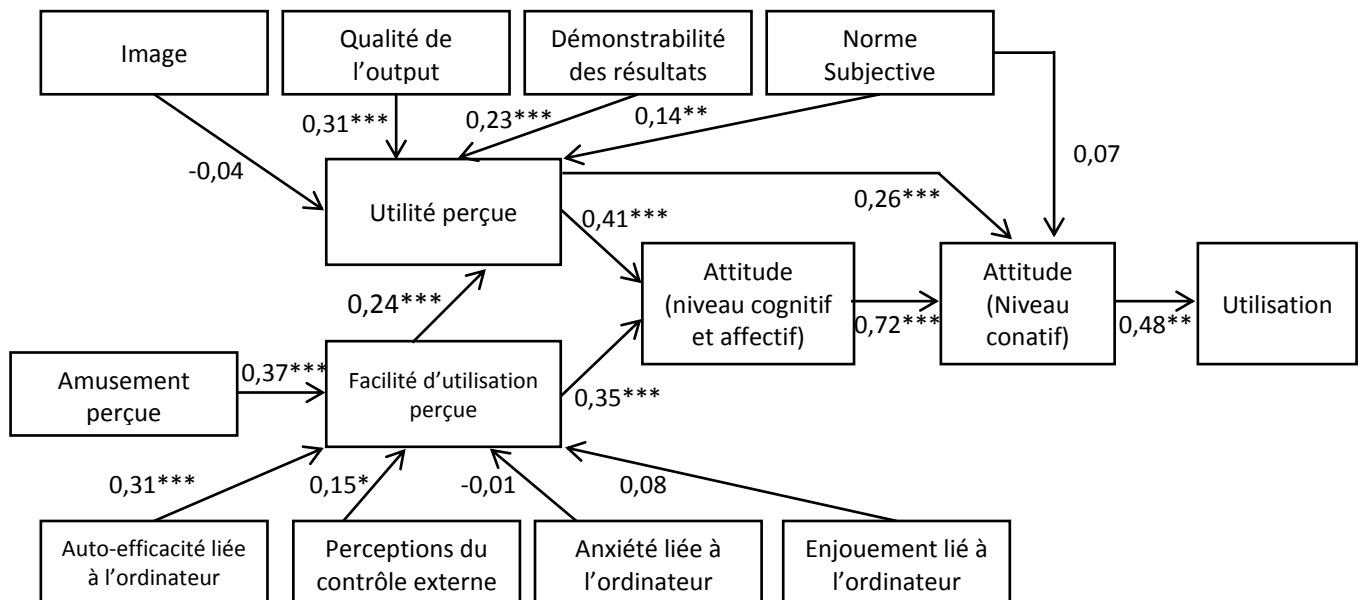 Image
Qualité de
l'output
Démonstrabilité
des résultats
Norme
Subjective
0,31***
0,23***
0,14**
-0,04
0,07
Utilité perçue
0,26***
0,41***
Attitude
(niveau cognitif
et affectif)
Attitude
(Niveau
conatif)
Utilisation
0,24***
0,72***
0,48**
Amusement
perçue
0,37***
Facilité d'utilisation
perçue
0,35***
0,31***
0,15*
-0,01
0,08
Auto-efficacité liée
à l'ordinateur
Perceptions du
contrôle externe
Anxiété liée à
l'ordinateur
Enjouement lié à
l'ordinateur